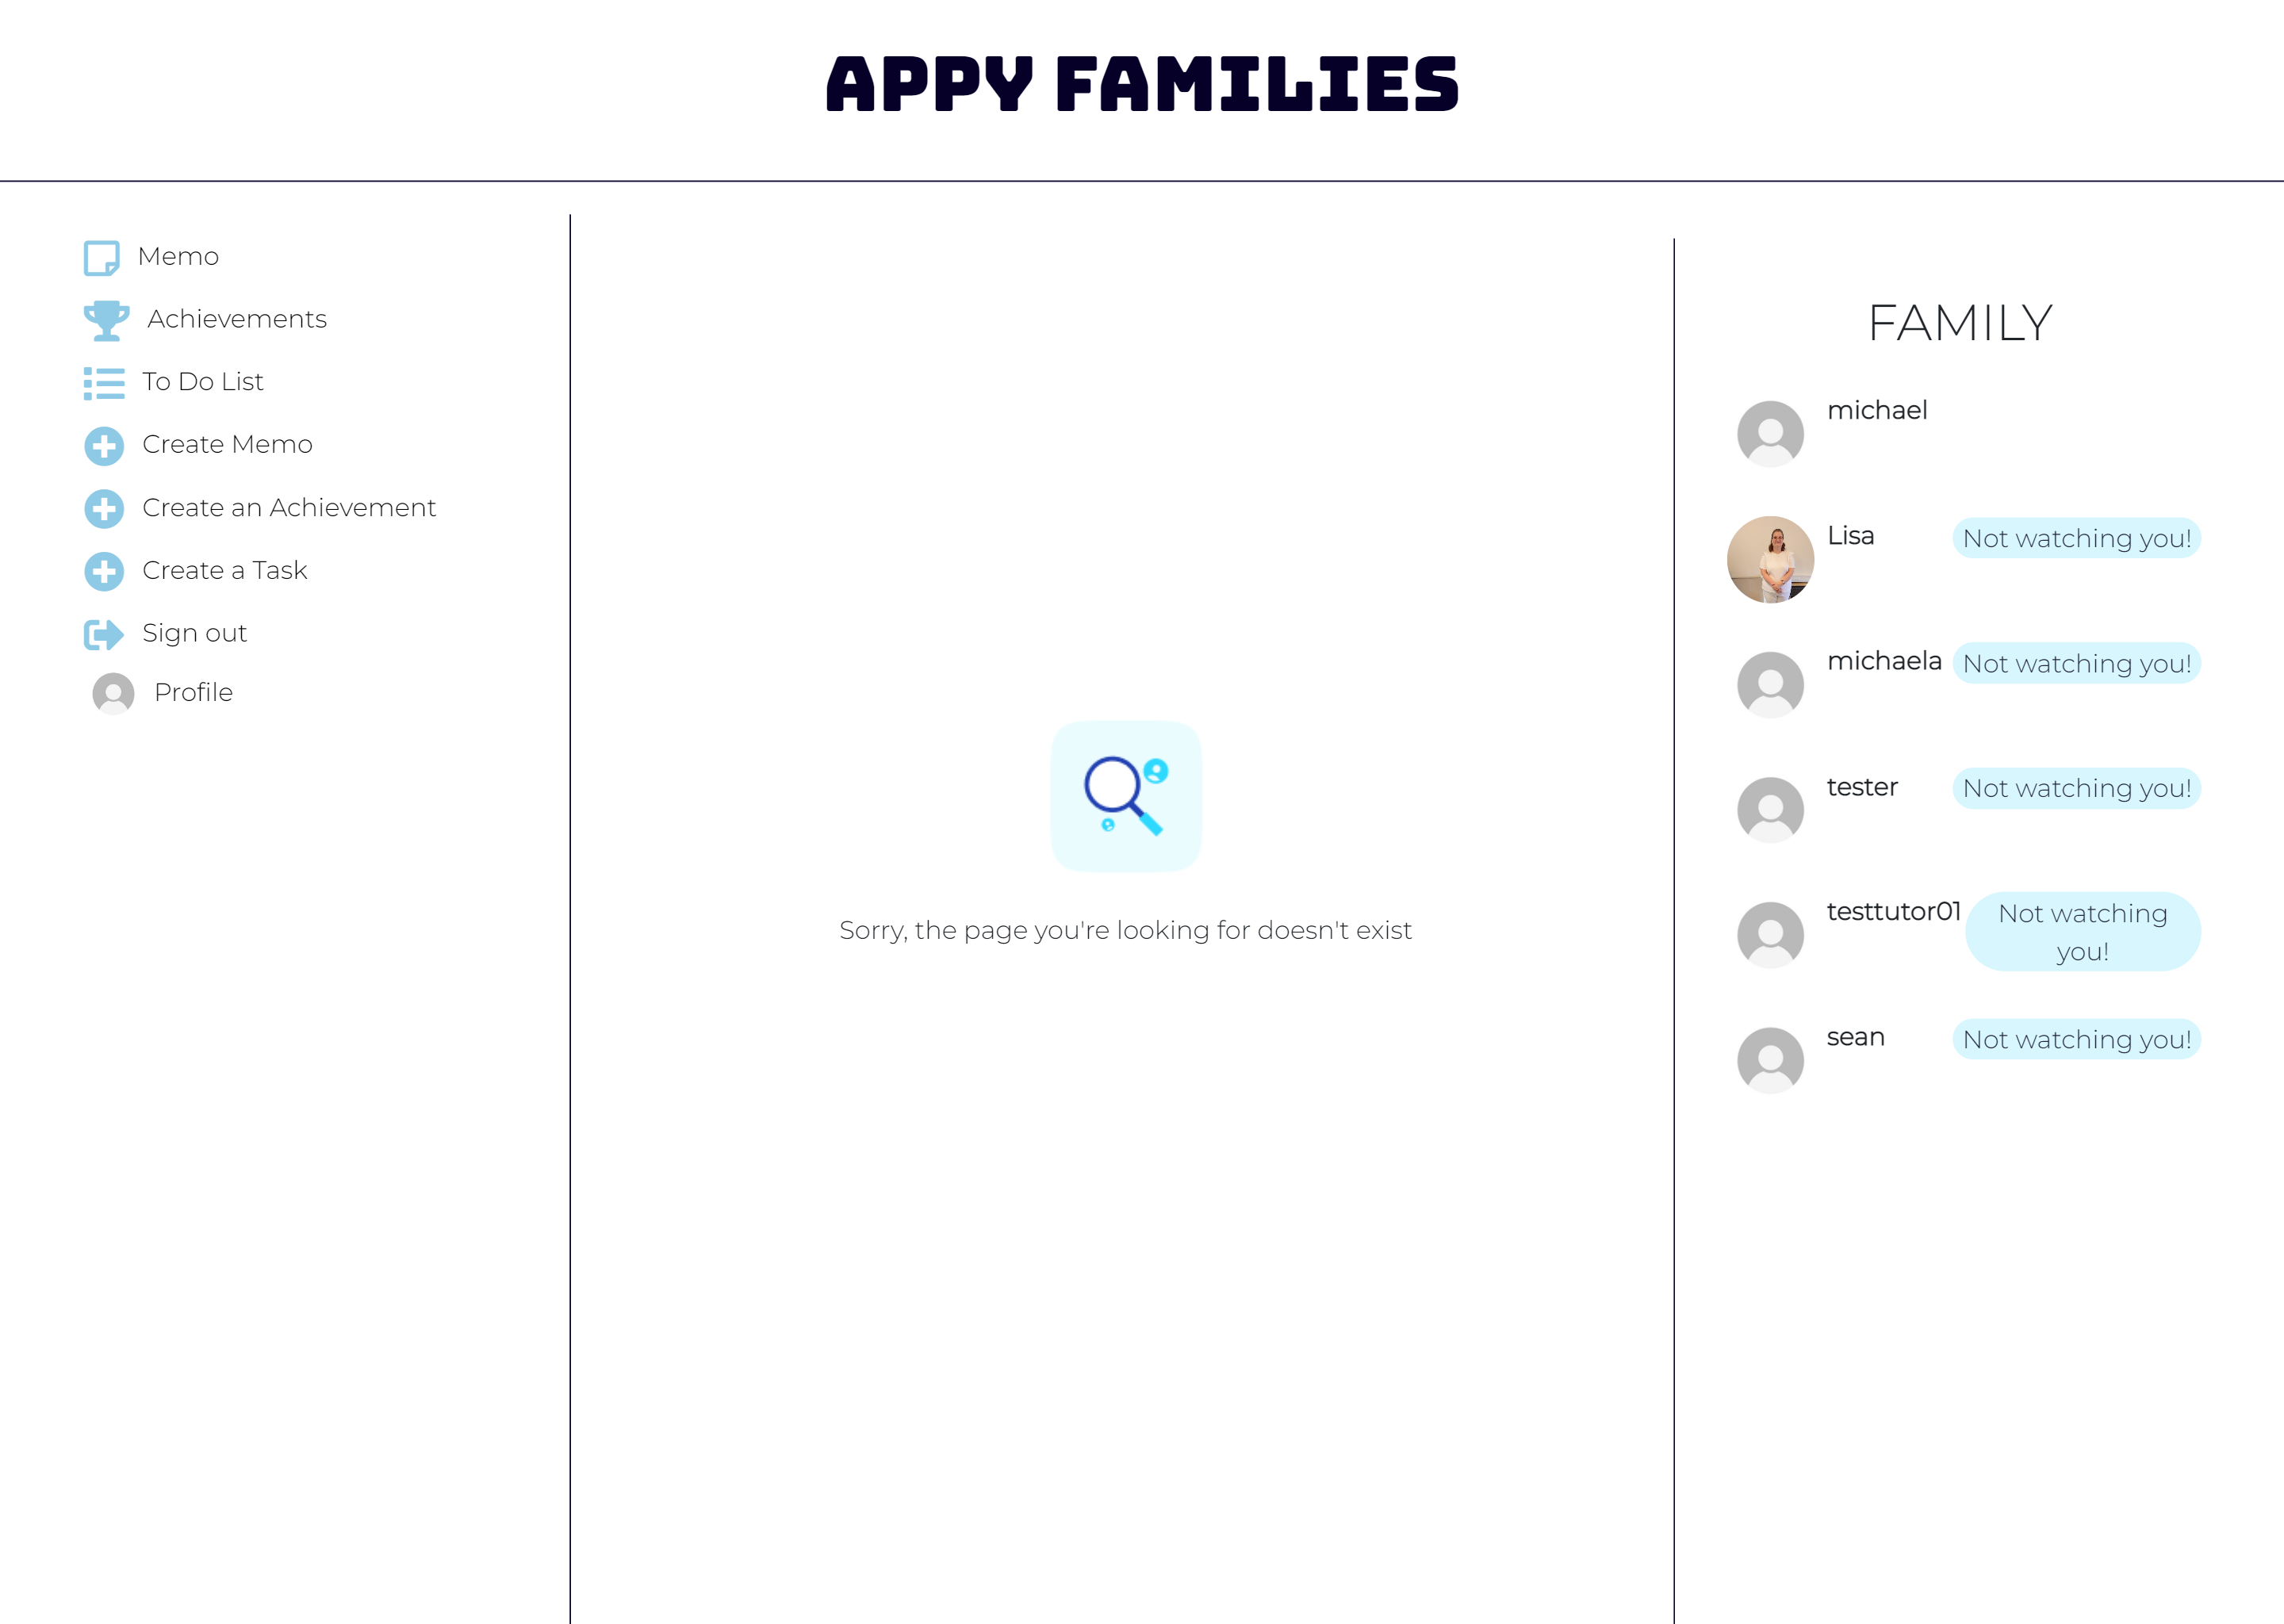 APPY FAMILIES
Memo
Achievements
To Do List
Create Memo
Create an Achievement
Create a Task
Sign out
Profile
Sorry, the page you're looking for doesn't exist
FAMILY
michael
Lisa
Not watching you!
michaela
Not watching you!
tester
Not watching you!
testtutor01
Not watching
you!
sean
Not watching you!